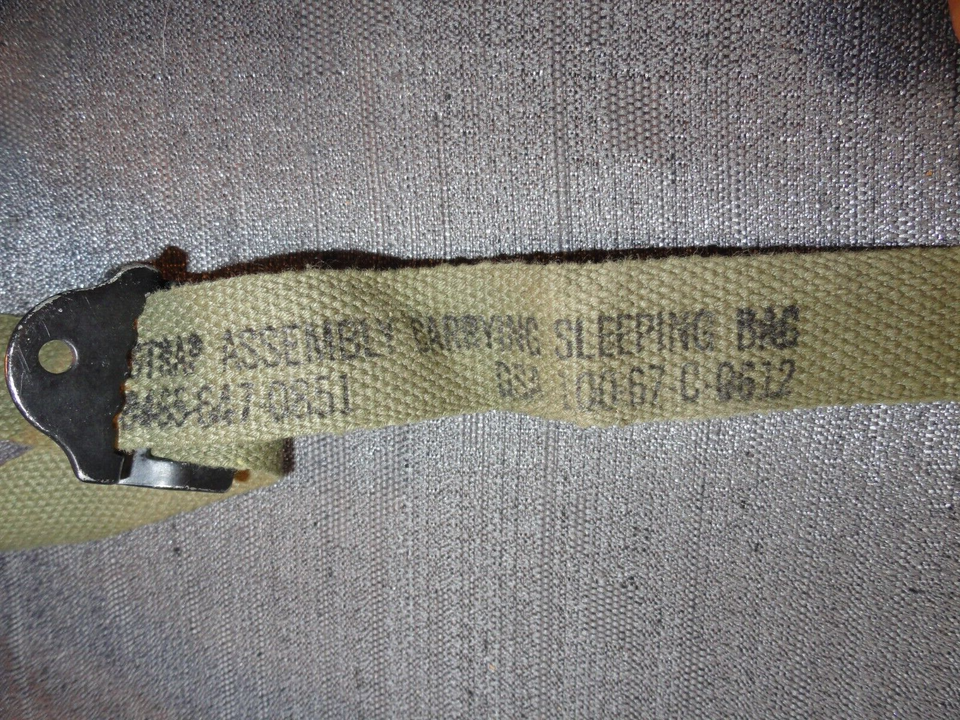 STRAP ASSEMBLY CARRYING SLEEPING BAG
8465-647-0851 DSA 100-67-C-0612